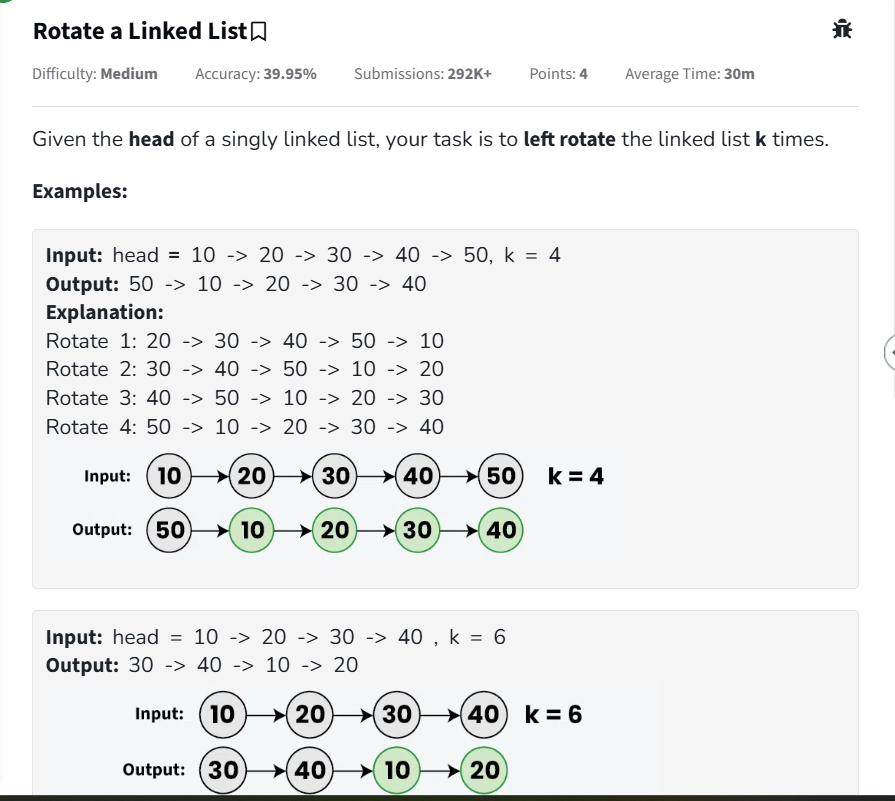 Rotate a Linked List
Difficulty: Medium Accuracy: 39.95% Submissions: 292K+ Points: 4 Average Time: 30m
Given the head of a singly linked list, your task is to left rotate the linked list k times.
Examples:
Input: head = 10 -> 20 -> 30 -> 40 -> 50, k = 4
Output: 50 -> 10 -> 20 -> 30 -> 40
Explanation:
Rotate 1: 20 -> 30 -> 40 -> 50 -> 10
Rotate 2: 30 -> 40 -> 50 -> 10 -> 20
Rotate 3: 40 -> 50 -> 10 -> 20 -> 30
Rotate 4: 50 -> 10 -> 20 -> 30 -> 40
Input: 10 20 30 40 50 k = 4
Output: 50 10 20 30 40
Input: head = 10 -> 20 -> 30 -> 40 , k = 6
Output: 30 -> 40 -> 10 -> 20
Input: 10 20 30 40 k = 6
Output: 30 40 10 20